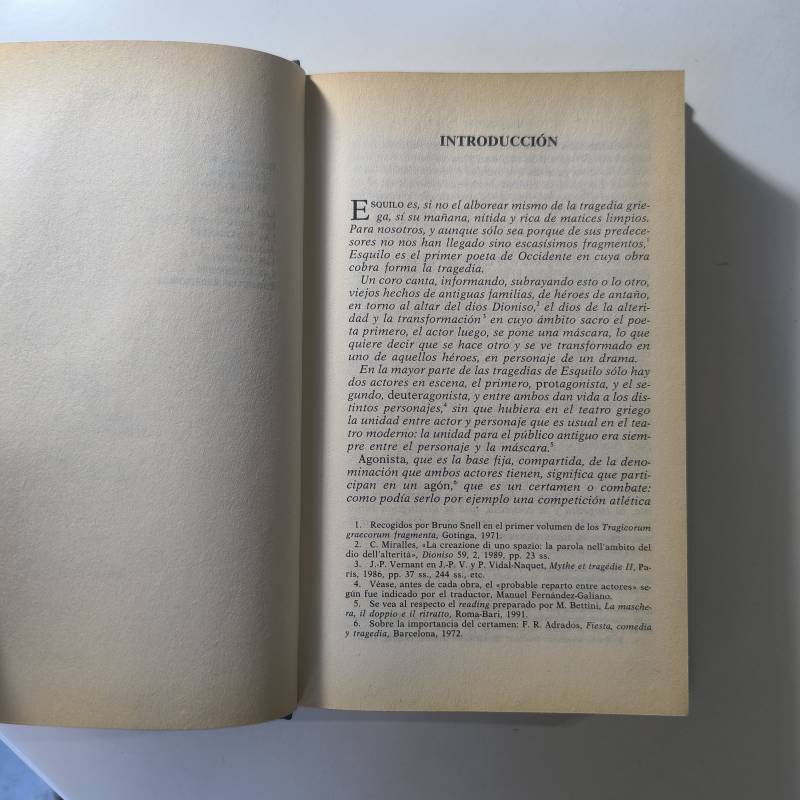 INTRODUCCIÓN
ESQUILO es, si no el alborear mismo de la tragedia grie-
ga, sí su mañana, nítida y rica de matices limpios.
Para nosotros, y aunque sólo sea porque de sus predece-
sores no nos han llegado sino escasísimos fragmentos,¹
Esquilo es el primer poeta de Occidente en cuya obra
cobra forma la tragedia.
Un coro canta, informando, subrayando esto o lo otro,
viejos hechos de antiguas familias, de héroes de antaño,
en torno al altar del dios Dioniso,² el dios de la alteri-
dad y la transformación³ en cuyo ámbito sacro el poe-
ta primero, el actor luego, se pone una máscara, lo que
quiere decir que se hace otro y se ve transformado en
uno de aquellos héroes, en personaje de un drama.
En la mayor parte de las tragedias de Esquilo sólo hay
dos actores en escena, el primero, protagonista, y el se-
gundo, deuteragonista, y entre ambos dan vida a los dis-
tintos personajes,⁴ sin que hubiera en el teatro griego
la unidad entre actor y personaje que es usual en el tea-
tro moderno: la unidad para el público antiguo era siem-
pre entre el personaje y la máscara.⁵
Agonista, que es la base fija, compartida, de la deno-
minación que ambos actores tienen, significa que parti-
cipan en un agón,⁶ que es un certamen o combate:
como podía serlo por ejemplo una competición atlética
1. Recogidos por Bruno Snell en el primer volumen de los Tragicorum
graecorum fragmenta, Gotinga, 1971.
2. C. Miralles, «La creazione di uno spazio: la parola nell'ambito del
dio dell'alterità», Dioniso 59, 2, 1989, pp. 23 ss.
3. J.-P. Vernant en J.-P. V. y P. Vidal-Naquet, Mythe et tragédie II, Pa-
rís, 1986, pp. 37 ss., 244 ss., etc.
4. Véase, antes de cada obra, el «probable reparto entre actores» se-
gún fue indicado por el traductor, Manuel Fernández-Galiano.
5. Se vea al respecto el reading preparado por M. Bettini, La masche-
ra, il doppio e il ritratto, Roma-Bari, 1991.
6. Sobre la importancia del certamen: F. R. Adrados, Fiesta, comedia
y tragedia, Barcelona, 1972.